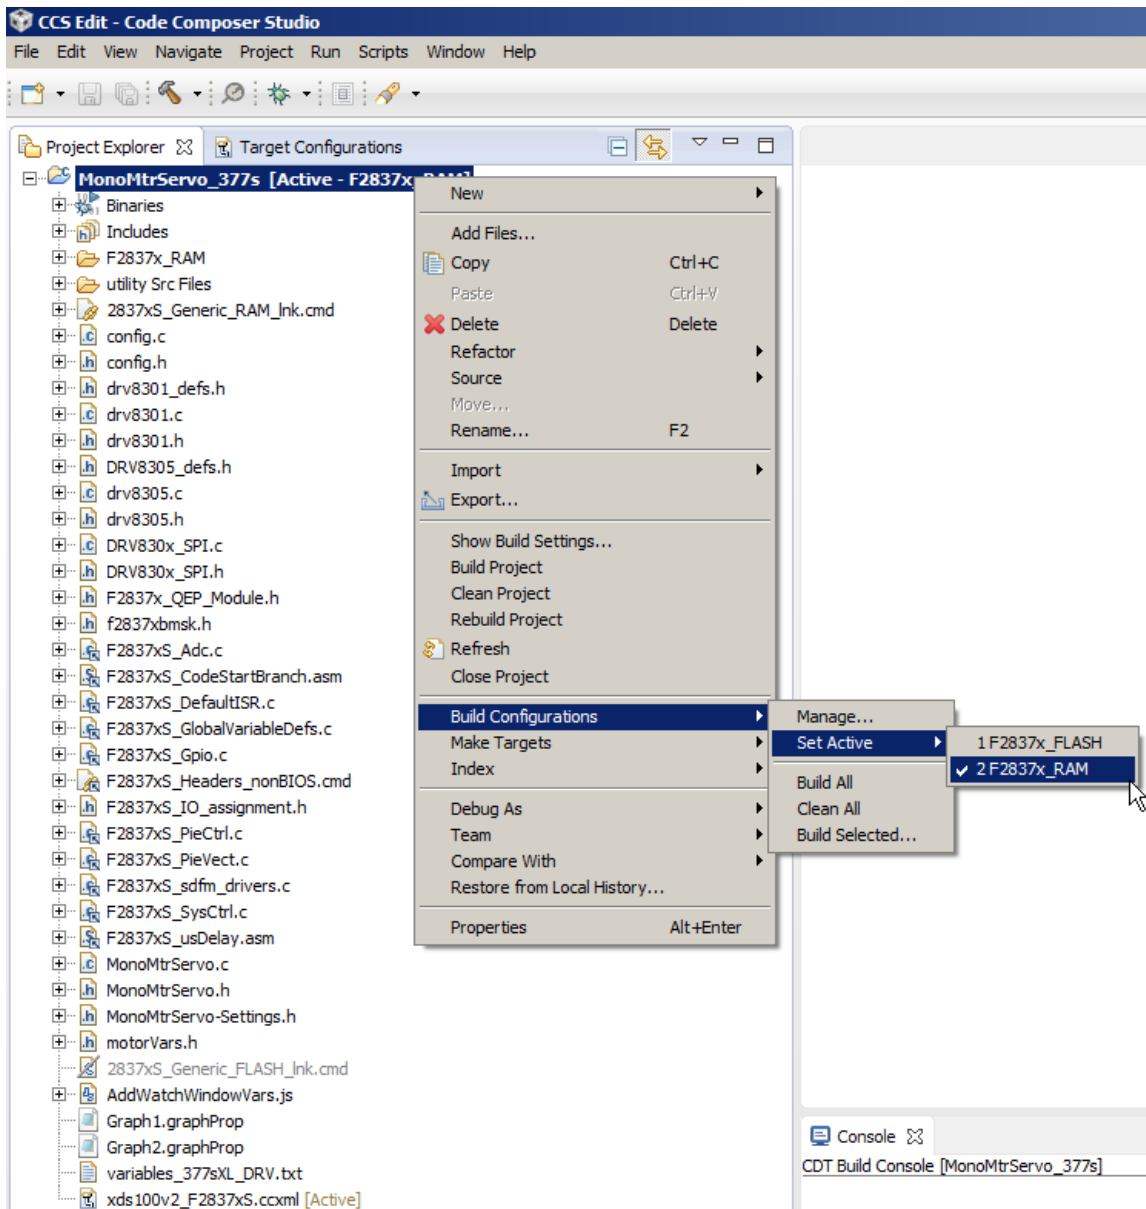 CCS Edit - Code Composer Studio
File Edit View Navigate Project Run Scripts Window Help
Project Explorer
Target Configurations
MonoMtrServo_377s [Active - F2837x_RAM]
Binaries
Includes
F2837x_RAM
utility Src Files
2837xS_Generic_RAM_lnk.cmd
config.c
config.h
drv8301_defs.h
drv8301.c
drv8301.h
DRV8305_defs.h
drv8305.c
drv8305.h
DRV830x_SPI.c
DRV830x_SPI.h
F2837x_QEP_Module.h
f2837xbmsk.h
F2837xS_Adc.c
F2837xS_CodeStartBranch.asm
F2837xS_DefaultISR.c
F2837xS_GlobalVariableDefs.c
F2837xS_Gpio.c
F2837xS_Headers_nonBIOS.cmd
F2837xS_IO_assignment.h
F2837xS_PieCtrl.c
F2837xS_PieVect.c
F2837xS_sdfm_drivers.c
F2837xS_SysCtrl.c
F2837xS_usDelay.asm
MonoMtrServo.c
MonoMtrServo.h
MonoMtrServo-Settings.h
motorVars.h
2837xS_Generic_FLASH_lnk.cmd
AddWatchWindowVars.js
Graph1.graphProp
Graph2.graphProp
variables_377sXL_DRV.txt
xds100v2_F2837xS.ccxml [Active]
New
Add Files...
Copy Ctrl+C
Paste Ctrl+V
Delete Delete
Refactor
Source
Move...
Rename... F2
Import
Export...
Show Build Settings...
Build Project
Clean Project
Rebuild Project
Refresh
Close Project
Build Configurations
Make Targets
Index
Debug As
Team
Compare With
Restore from Local History...
Properties Alt+Enter
Manage...
Set Active
Build All
Clean All
Build Selected...
1 F2837x_FLASH
2 F2837x_RAM
Console
CDT Build Console [MonoMtrServo_377s]